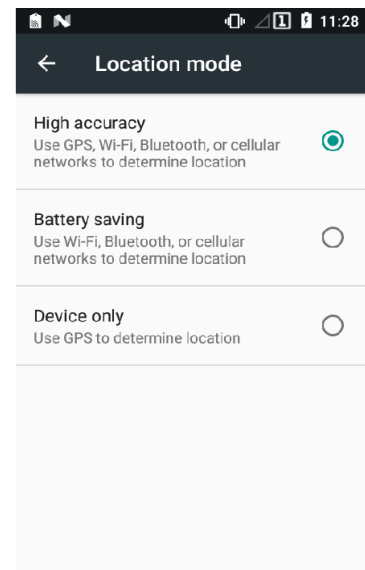 1 11:28
Location mode
High accuracy
Use GPS, Wi-Fi, Bluetooth, or cellular
networks to determine location
Battery saving
Use Wi-Fi, Bluetooth, or cellular
networks to determine location
Device only
Use GPS to determine location